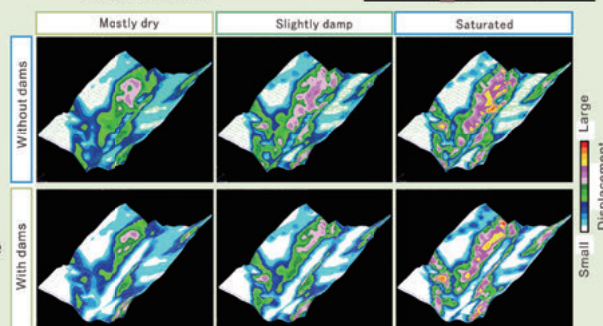 Mostly dry
Slightly damp
Saturated
Without dams
With dams
Large
Displacement
Small